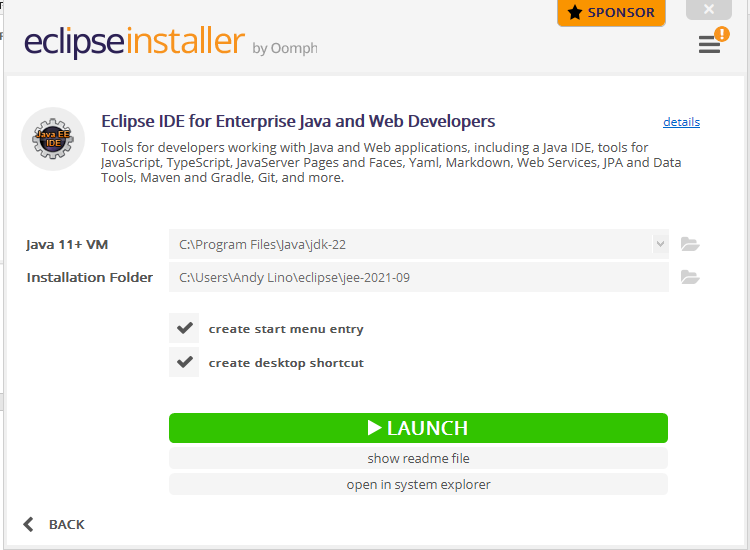 SPONSOR
eclipseinstaller by Oomph
!
Java EE
IDE
Eclipse IDE for Enterprise Java and Web Developers
details
Tools for developers working with Java and Web applications, including a Java IDE, tools for
JavaScript, TypeScript, JavaServer Pages and Faces, Yaml, Markdown, Web Services, JPA and Data
Tools, Maven and Gradle, Git, and more.
Java 11+ VM
C:\Program Files\Java\jdk-22
Installation Folder
C:\Users\Andy Lino\eclipse\jee-2021-09
create start menu entry
create desktop shortcut
LAUNCH
show readme file
open in system explorer
BACK